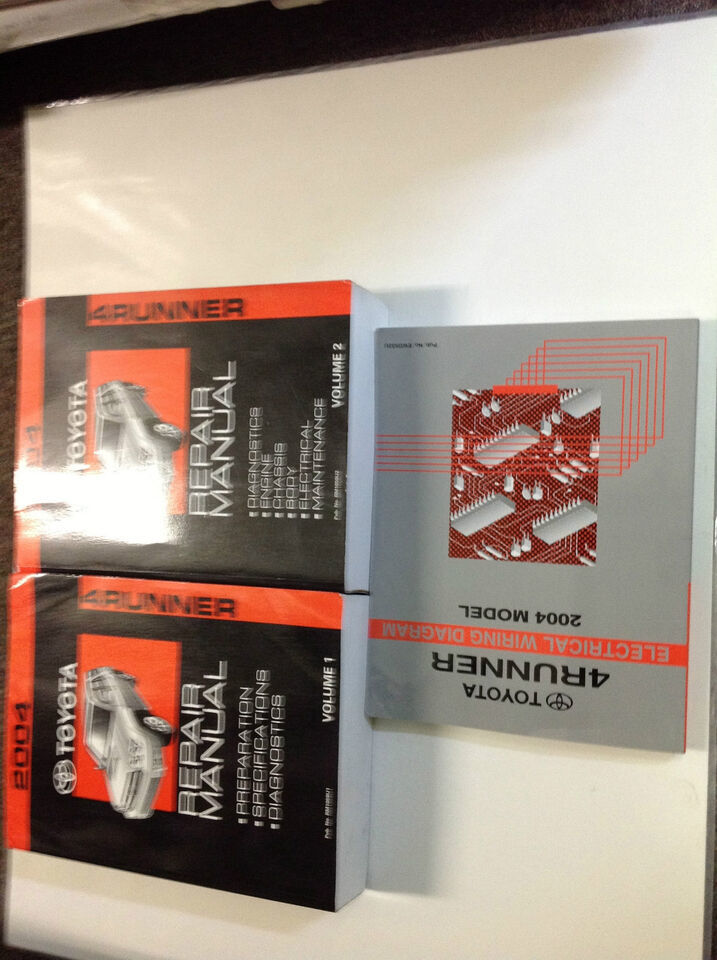 2004
TOYOTA
4RUNNER
REPAIR
MANUAL
PREPARATION
SPECIFICATIONS
DIAGNOSTICS
VOLUME 1
TOYOTA
4RUNNER
REPAIR
MANUAL
DIAGNOSTICS
ENGINE
CHASSIS
BODY
ELECTRICAL
MAINTENANCE
VOLUME 2
TOYOTA
4RUNNER
ELECTRICAL WIRING DIAGRAM
2004 MODEL